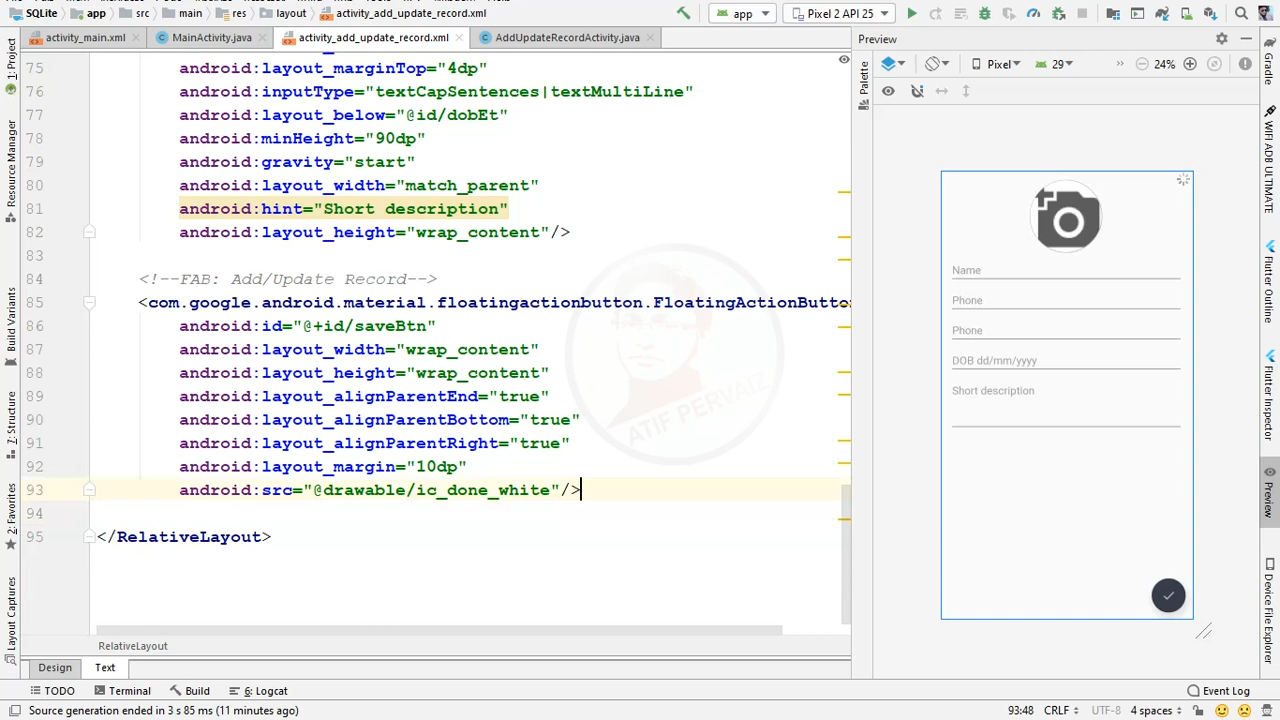 SQLite app src main res layout activity_add_update_record.xml
app Pixel 2 API 25
activity_main.xml MainActivity.java activity_add_update_record.xml AddUpdateRecordActivity.java
Preview
75 android:layout_marginTop="4dp"
76 android:inputType="textCapSentences|textMultiLine"
77 android:layout_below="@id/dobEt"
78 android:minHeight="90dp"
79 android:gravity="start"
80 android:layout_width="match_parent"
81 android:hint="Short description"
82 android:layout_height="wrap_content"/>
83
84 <!--FAB: Add/Update Record-->
85 <com.google.android.material.floatingactionbutton.FloatingActionButto
86 android:id="@+id/saveBtn"
87 android:layout_width="wrap_content"
88 android:layout_height="wrap_content"
89 android:layout_alignParentEnd="true"
90 android:layout_alignParentBottom="true"
91 android:layout_alignParentRight="true"
92 android:layout_margin="10dp"
93 android:src="@drawable/ic_done_white"/>
94
95 </RelativeLayout>
ATIF PERVAIZ
RelativeLayout
Design Text
1: Project
Resource Manager
Build Variants
7: Structure
2: Favorites
Layout Captures
Palette
Pixel 29 » 24%
Name
Phone
Phone
DOB dd/mm/yyyy
Short description
Gradle
WIFI ADB ULTIMATE
Flutter Outline
Flutter Inspector
Preview
Device File Explorer
TODO Terminal Build 6: Logcat Event Log
Source generation ended in 3 s 85 ms (11 minutes ago) 93:48 CRLF UTF-8 4 spaces